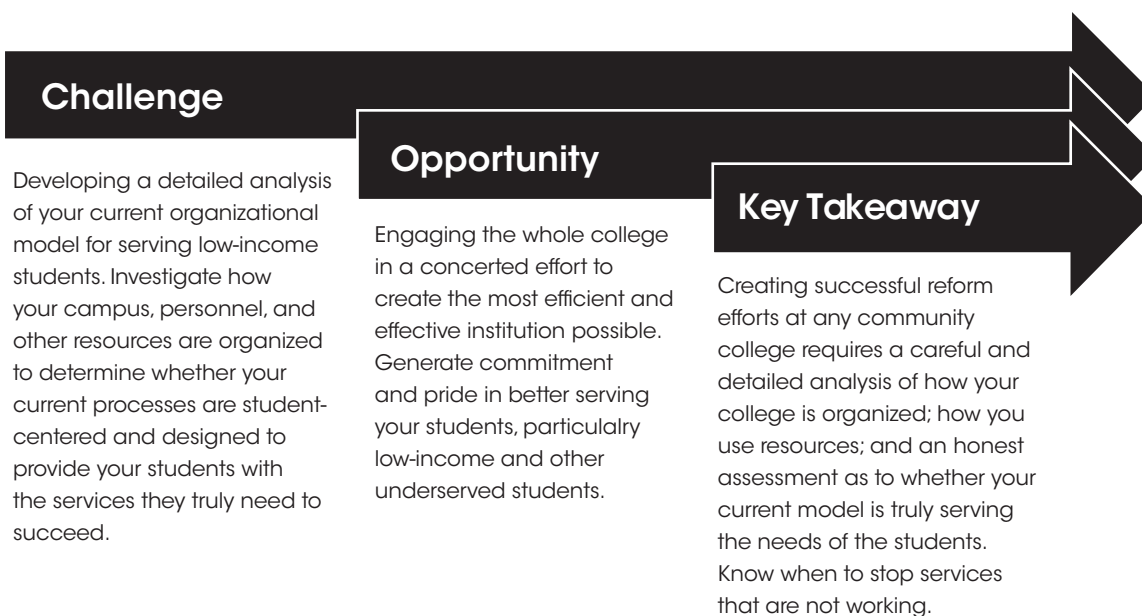 Challenge
Developing a detailed analysis
of your current organizational
model for serving low-income
students. Investigate how
your campus, personnel, and
other resources are organized
to determine whether your
current processes are student-
centered and designed to
provide your students with
the services they truly need to
succeed.
Opportunity
Engaging the whole college
in a concerted effort to
create the most efficient and
effective institution possible.
Generate commitment
and pride in better serving
your students, particulalry
low-income and other
underserved students.
Key Takeaway
Creating successful reform
efforts at any community
college requires a careful and
detailed analysis of how your
college is organized; how you
use resources; and an honest
assessment as to whether your
current model is truly serving
the needs of the students.
Know when to stop services
that are not working.